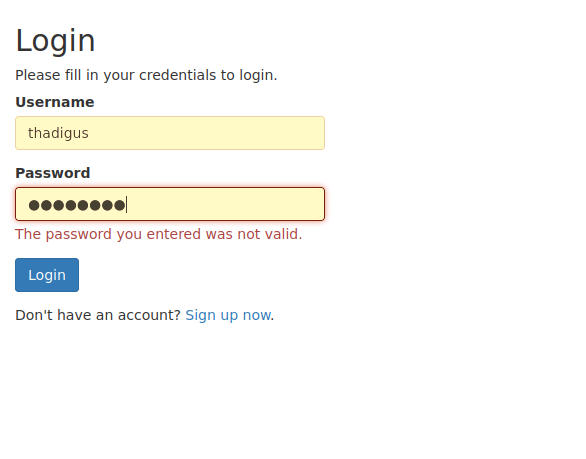 Login
Please fill in your credentials to login.
Username
thadigus
Password
●●●●●●●●
The password you entered was not valid.
Login
Don't have an account? Sign up now.